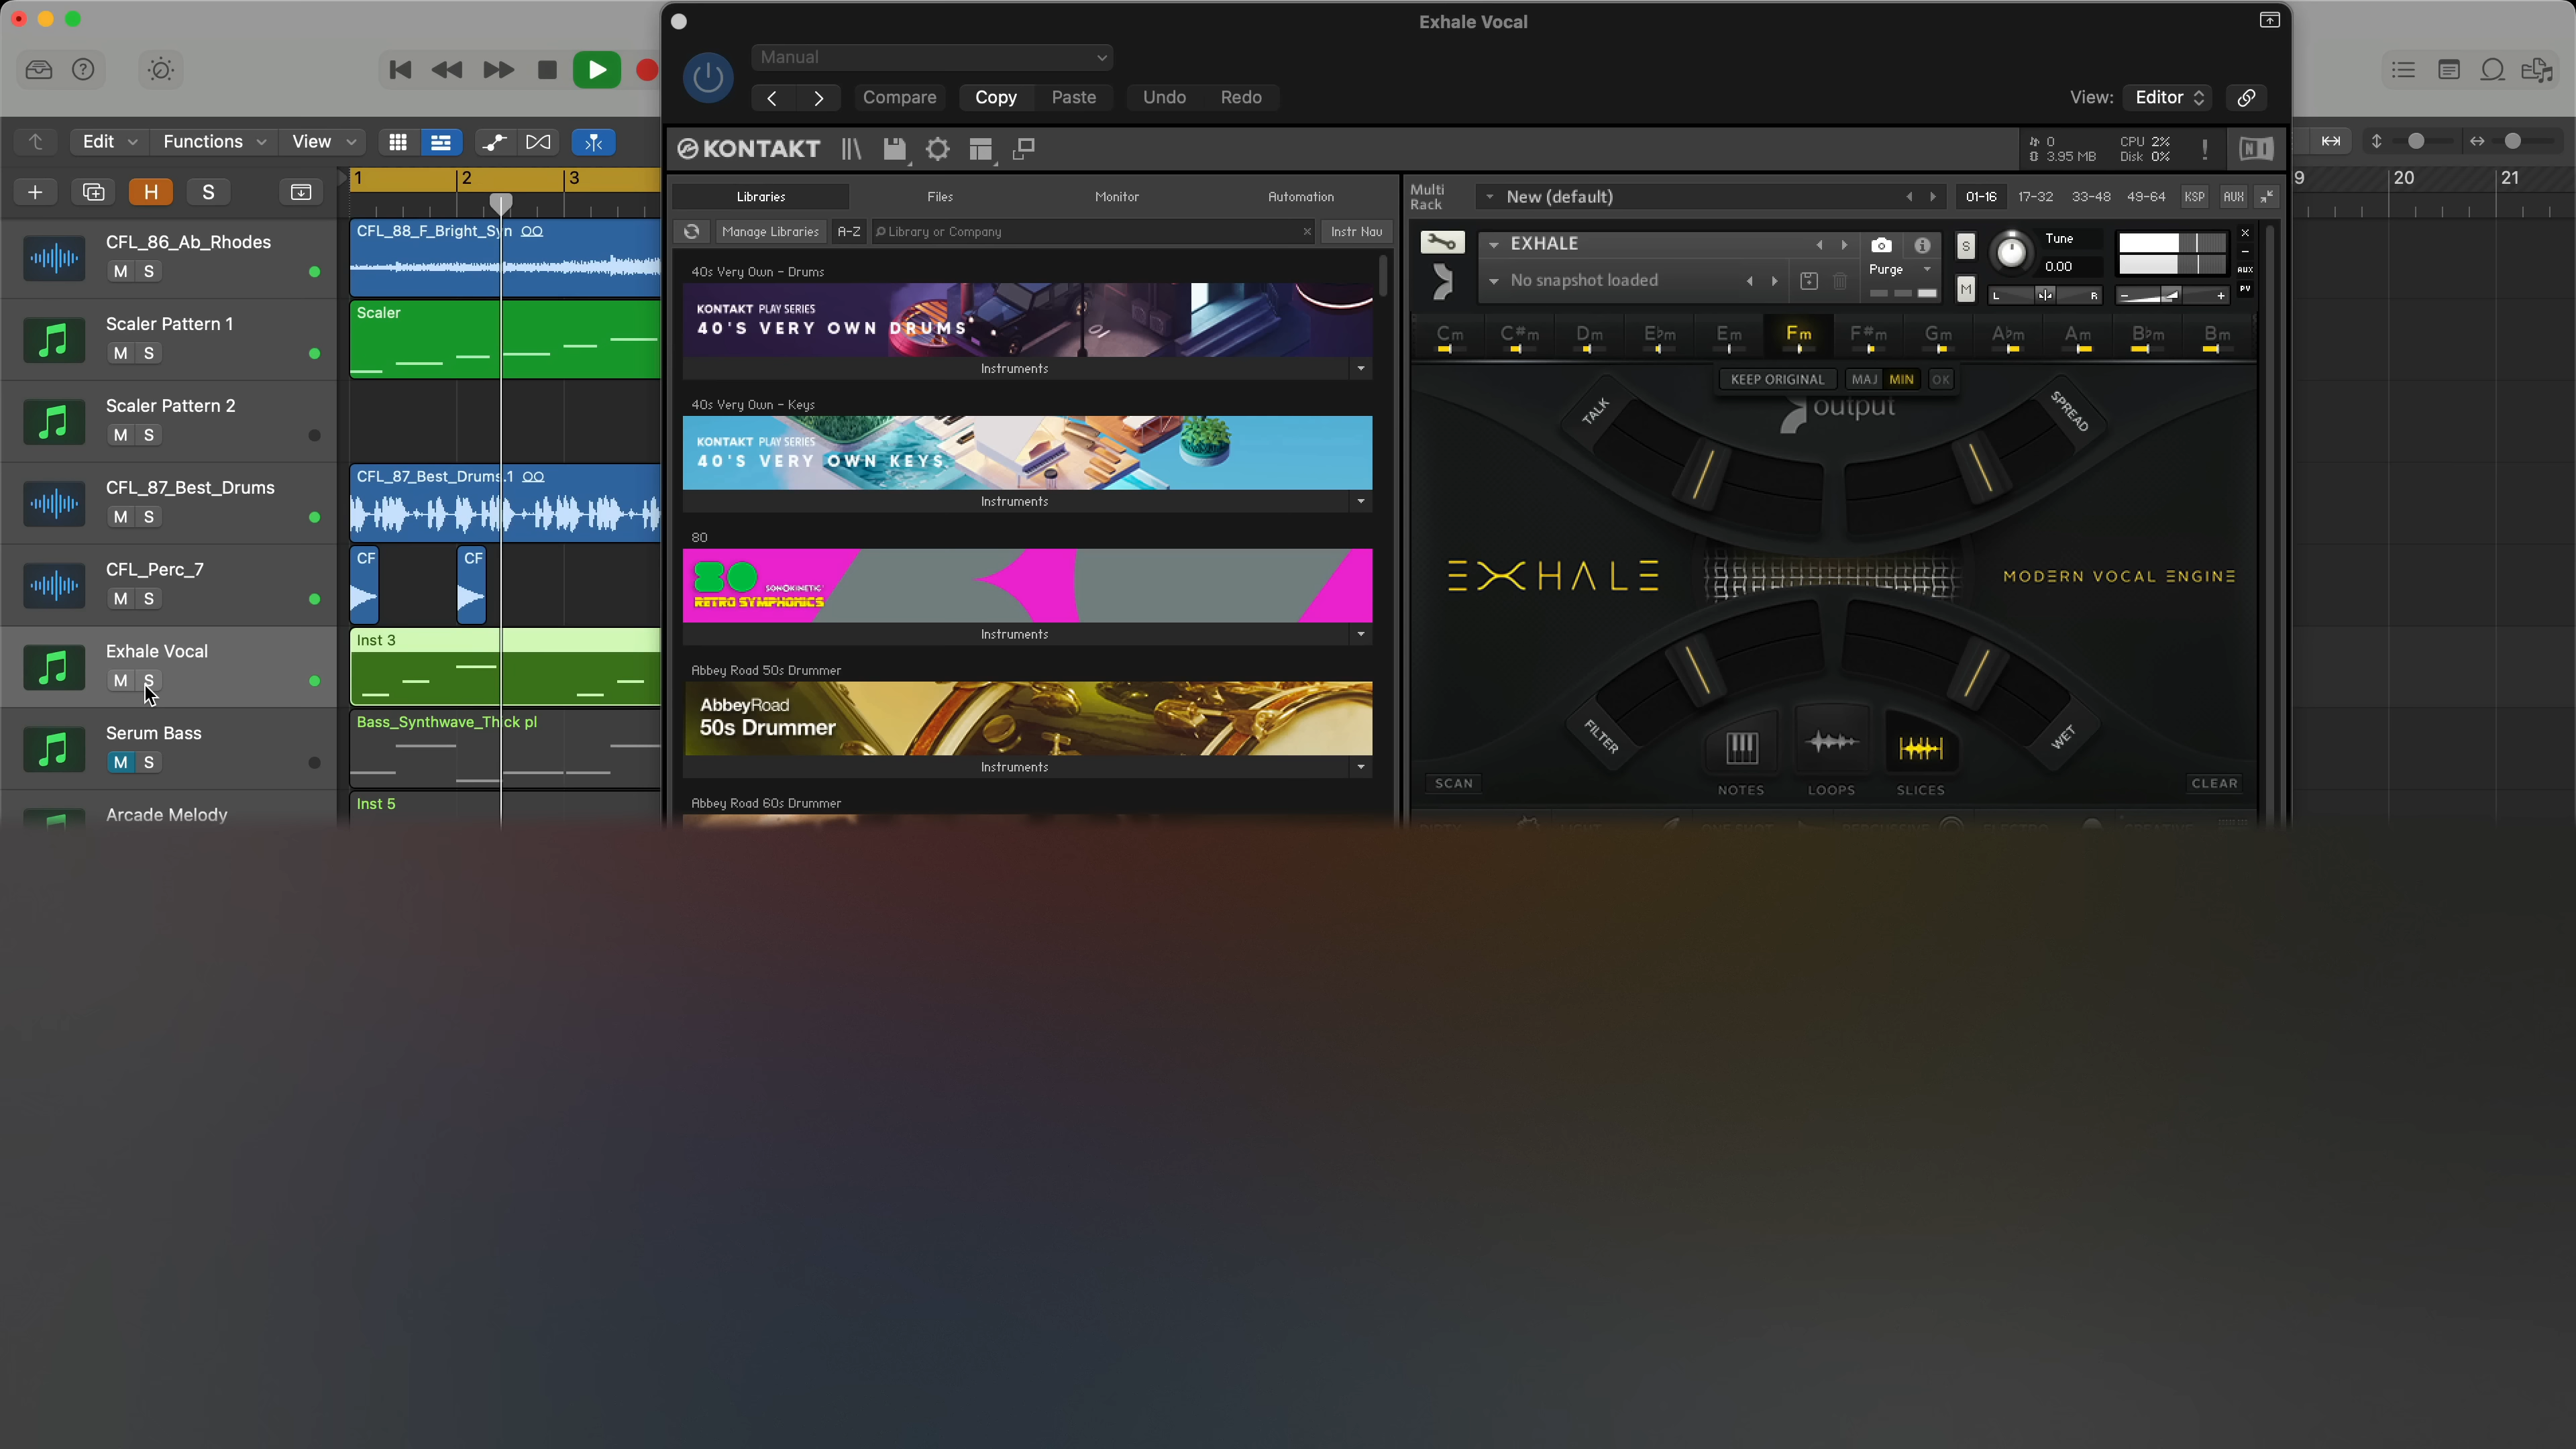 Exhale Vocal
Manual
Compare
Copy
Paste
Undo
Redo
View:
Editor
Edit
Functions
View
KONTAKT
0
3.95 MB
CPU 2%
Disk 0%
H
S
1
2
3
9
20
21
Libraries
Files
Monitor
Automation
Multi
Rack
New (default)
01-16
17-32
33-48
49-64
KSP
AUX
Manage Libraries
A-Z
Library or Company
Instr Nav
CFL_86_Ab_Rhodes
M S
CFL_88_F_Bright_Syn
Scaler Pattern 1
M S
Scaler
Scaler Pattern 2
M S
CFL_87_Best_Drums
M S
CFL_87_Best_Drums.1
CFL_Perc_7
M S
CF
CF
Exhale Vocal
M S
Inst 3
Serum Bass
M S
Bass_Synthwave_Thick pl
Arcade Melody
Inst 5
40s Very Own - Drums
KONTAKT PLAY SERIES
40'S VERY OWN DRUMS
Instruments
40s Very Own - Keys
KONTAKT PLAY SERIES
40'S VERY OWN KEYS
Instruments
80
80
SONOKINETIC
RETRO SYMPHONICS
Instruments
Abbey Road 50s Drummer
AbbeyRoad
50s Drummer
Instruments
Abbey Road 60s Drummer
EXHALE
No snapshot loaded
Purge
S
M
Tune
0.00
L
R
AUX
PV
Cm
C#m
Dm
E♭m
Em
Fm
F#m
Gm
A♭m
Am
B♭m
Bm
KEEP ORIGINAL
MAJ
MIN
OK
output
TALK
SPREAD
EXHALE
MODERN VOCAL ENGINE
FILTER
WET
NOTES
LOOPS
SLICES
SCAN
CLEAR